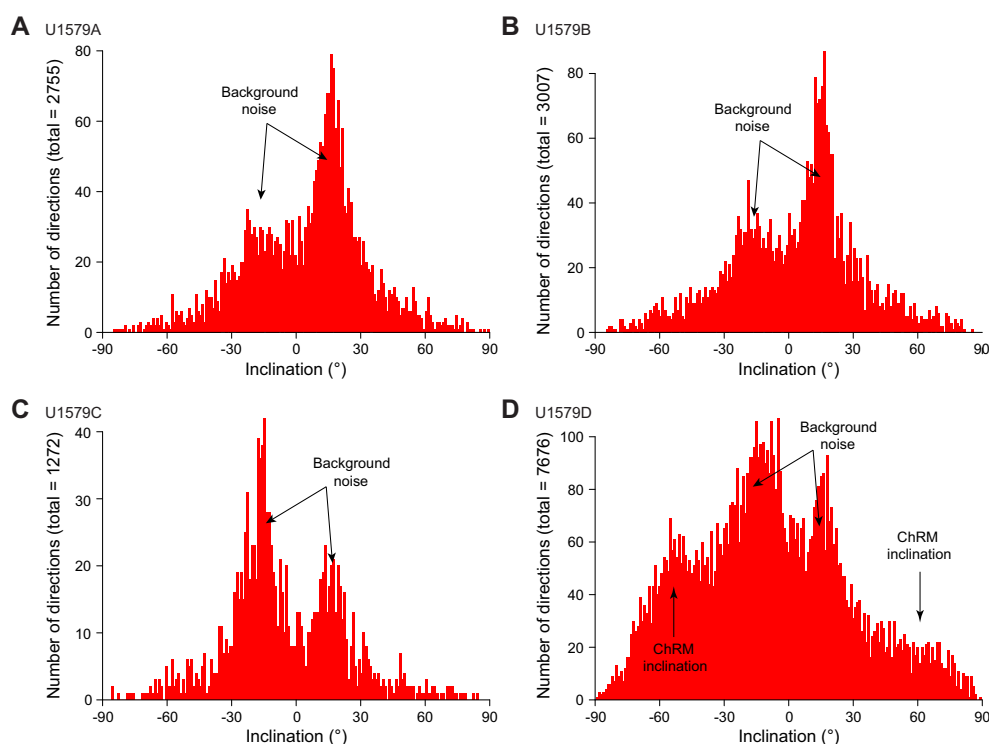 A U1579A
Number of directions (total = 2755)
80
60
40
20
0
Background
noise
-90 -60 -30 0 30 60 90
Inclination (°)
B U1579B
Number of directions (total = 3007)
80
60
40
20
0
Background
noise
-90 -60 -30 0 30 60 90
Inclination (°)
C U1579C
Number of directions (total = 1272)
40
30
20
10
0
Background
noise
-90 -60 -30 0 30 60 90
Inclination (°)
D U1579D
Number of directions (total = 7676)
100
80
60
40
20
0
Background
noise
ChRM
inclination
ChRM
inclination
-90 -60 -30 0 30 60 90
Inclination (°)